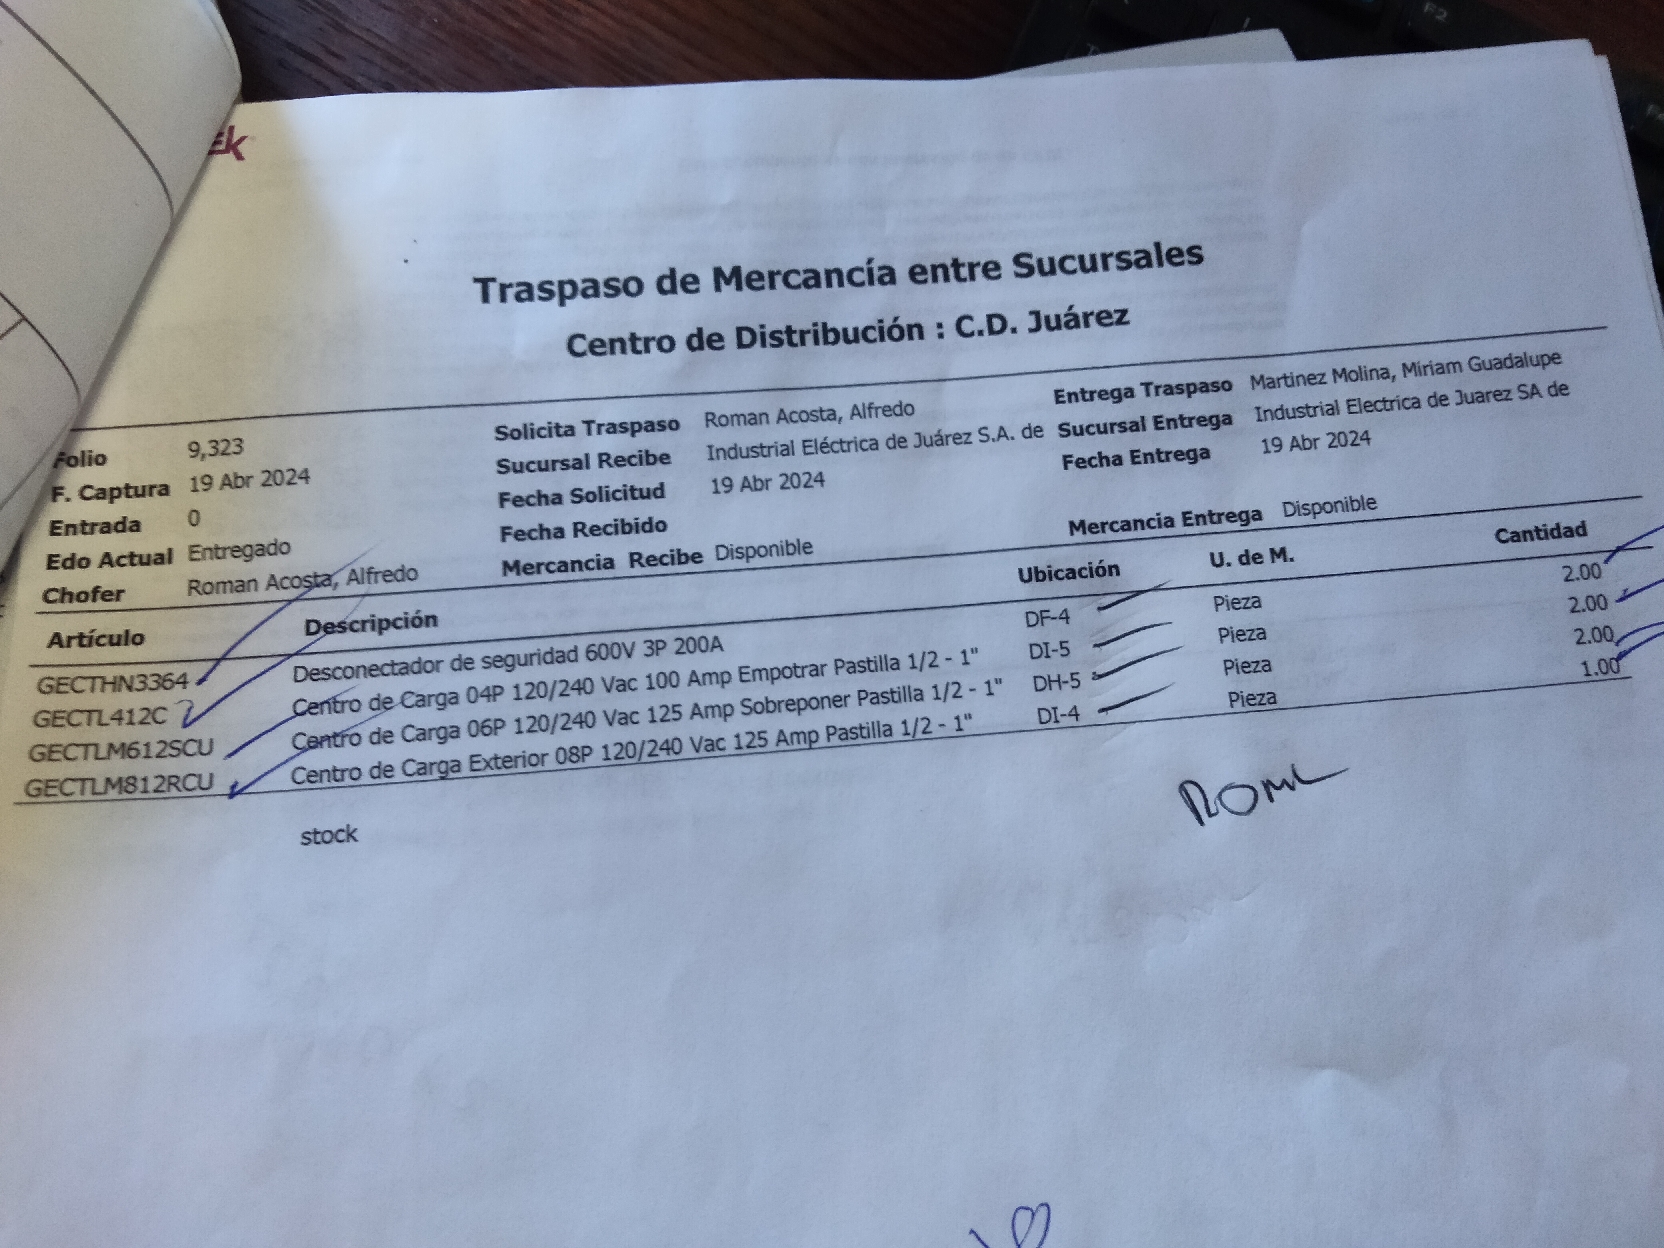 Traspaso de Mercancía entre Sucursales
Centro de Distribución : C.D. Juárez
Folio 9,323 Solicita Traspaso Roman Acosta, Alfredo Entrega Traspaso Martinez Molina, Miriam Guadalupe
F. Captura 19 Abr 2024 Sucursal Recibe Industrial Eléctrica de Juárez S.A. de Sucursal Entrega Industrial Electrica de Juarez SA de
Entrada 0 Fecha Solicitud 19 Abr 2024 Fecha Entrega 19 Abr 2024
Edo Actual Entregado Fecha Recibido
Chofer Roman Acosta, Alfredo Mercancia Recibe Disponible Mercancia Entrega Disponible
Artículo Descripción Ubicación U. de M. Cantidad
GECTHN3364 Desconectador de seguridad 600V 3P 200A DF-4 Pieza 2.00
GECTL412C Centro de Carga 04P 120/240 Vac 100 Amp Empotrar Pastilla 1/2 - 1" DI-5 Pieza 2.00
GECTLM612SCU Centro de Carga 06P 120/240 Vac 125 Amp Sobreponer Pastilla 1/2 - 1" DH-5 Pieza 2.00
GECTLM812RCU Centro de Carga Exterior 08P 120/240 Vac 125 Amp Pastilla 1/2 - 1" DI-4 Pieza 1.00
stock